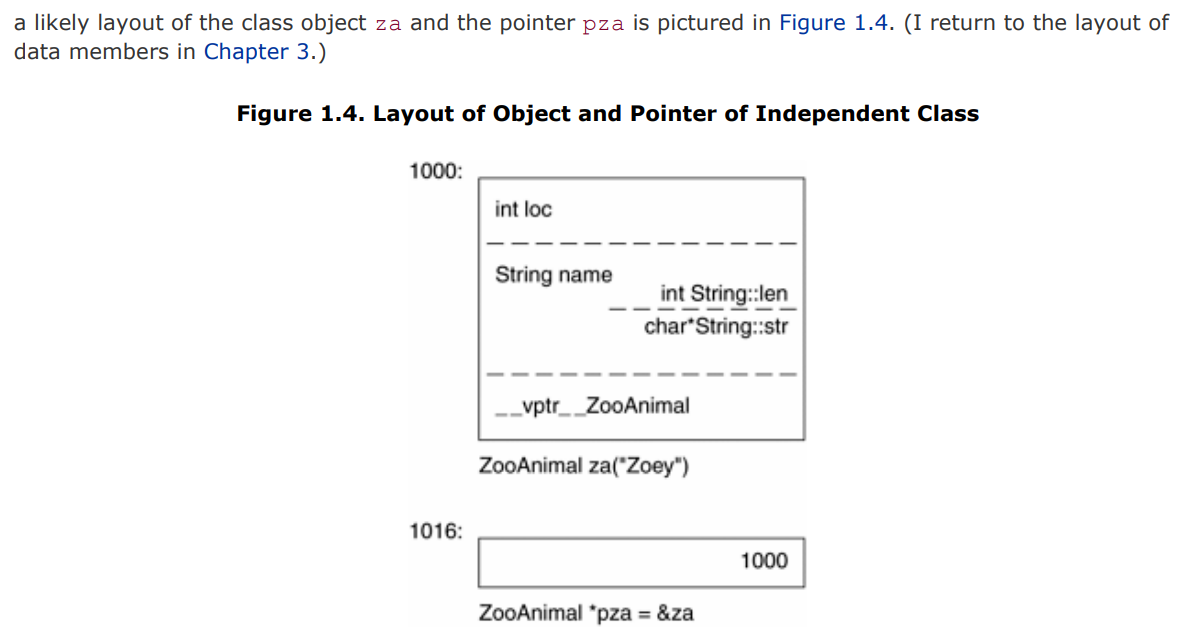 a likely layout of the class object za and the pointer pza is pictured in Figure 1.4. (I return to the layout of
data members in Chapter 3.)
Figure 1.4. Layout of Object and Pointer of Independent Class
1000:
int loc
String name
int String::len
char*String::str
__vptr__ZooAnimal
ZooAnimal za("Zoey")
1016:
1000
ZooAnimal *pza = &za